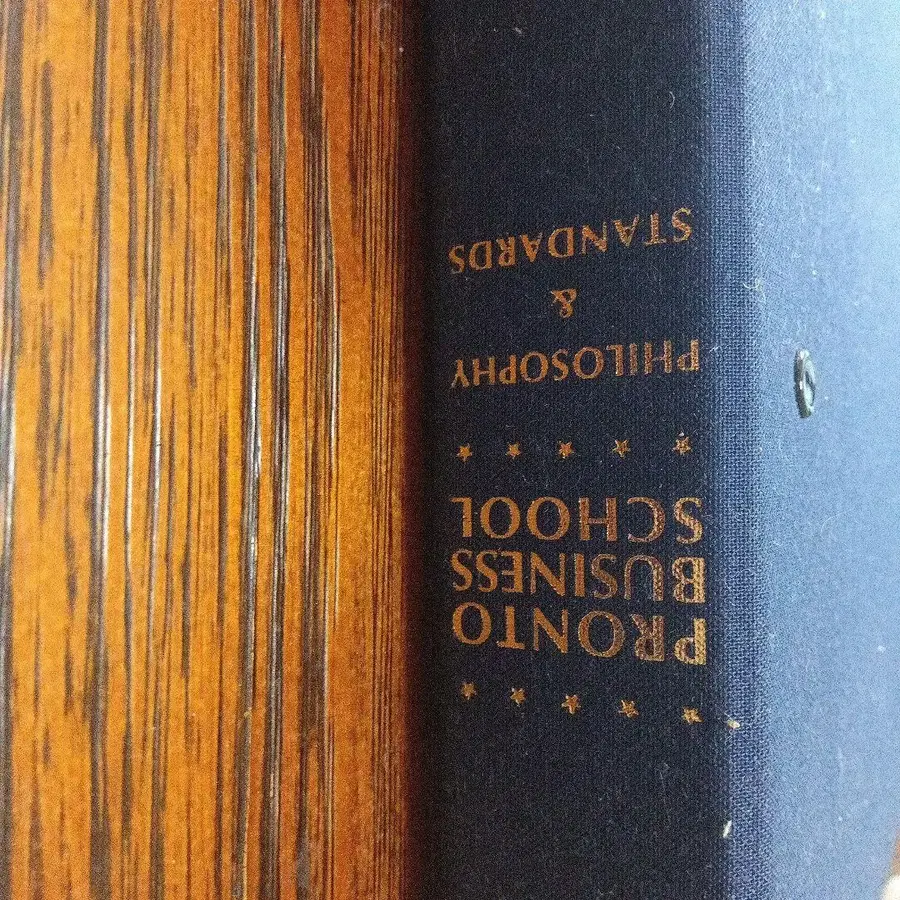 ★ ★ ★ ★ ★
PRONTO
BUSINESS
SCHOOL
★ ★ ★ ★ ★
PHILOSOPHY
&
STANDARDS